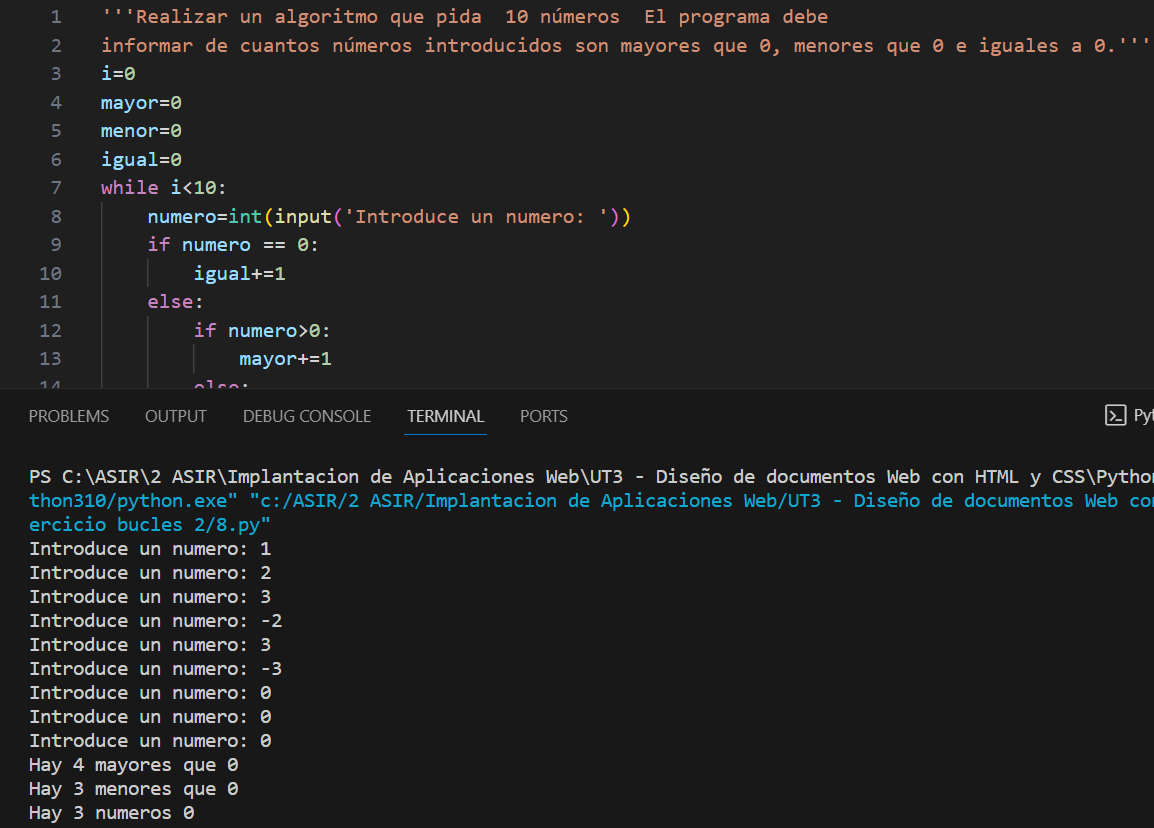 1 '''Realizar un algoritmo que pida  10 números  El programa debe
2 informar de cuantos números introducidos son mayores que 0, menores que 0 e iguales a 0.'''
3 i=0
4 mayor=0
5 menor=0
6 igual=0
7 while i<10:
8     numero=int(input('Introduce un numero: '))
9     if numero == 0:
10         igual+=1
11     else:
12         if numero>0:
13             mayor+=1
14         else:
PROBLEMS OUTPUT DEBUG CONSOLE TERMINAL PORTS Pyt
PS C:\ASIR\2 ASIR\Implantacion de Aplicaciones Web\UT3 - Diseño de documentos Web con HTML y CSS\Python
thon310/python.exe" "c:/ASIR/2 ASIR/Implantacion de Aplicaciones Web/UT3 - Diseño de documentos Web con
ercicio bucles 2/8.py"
Introduce un numero: 1
Introduce un numero: 2
Introduce un numero: 3
Introduce un numero: -2
Introduce un numero: 3
Introduce un numero: -3
Introduce un numero: 0
Introduce un numero: 0
Introduce un numero: 0
Hay 4 mayores que 0
Hay 3 menores que 0
Hay 3 numeros 0